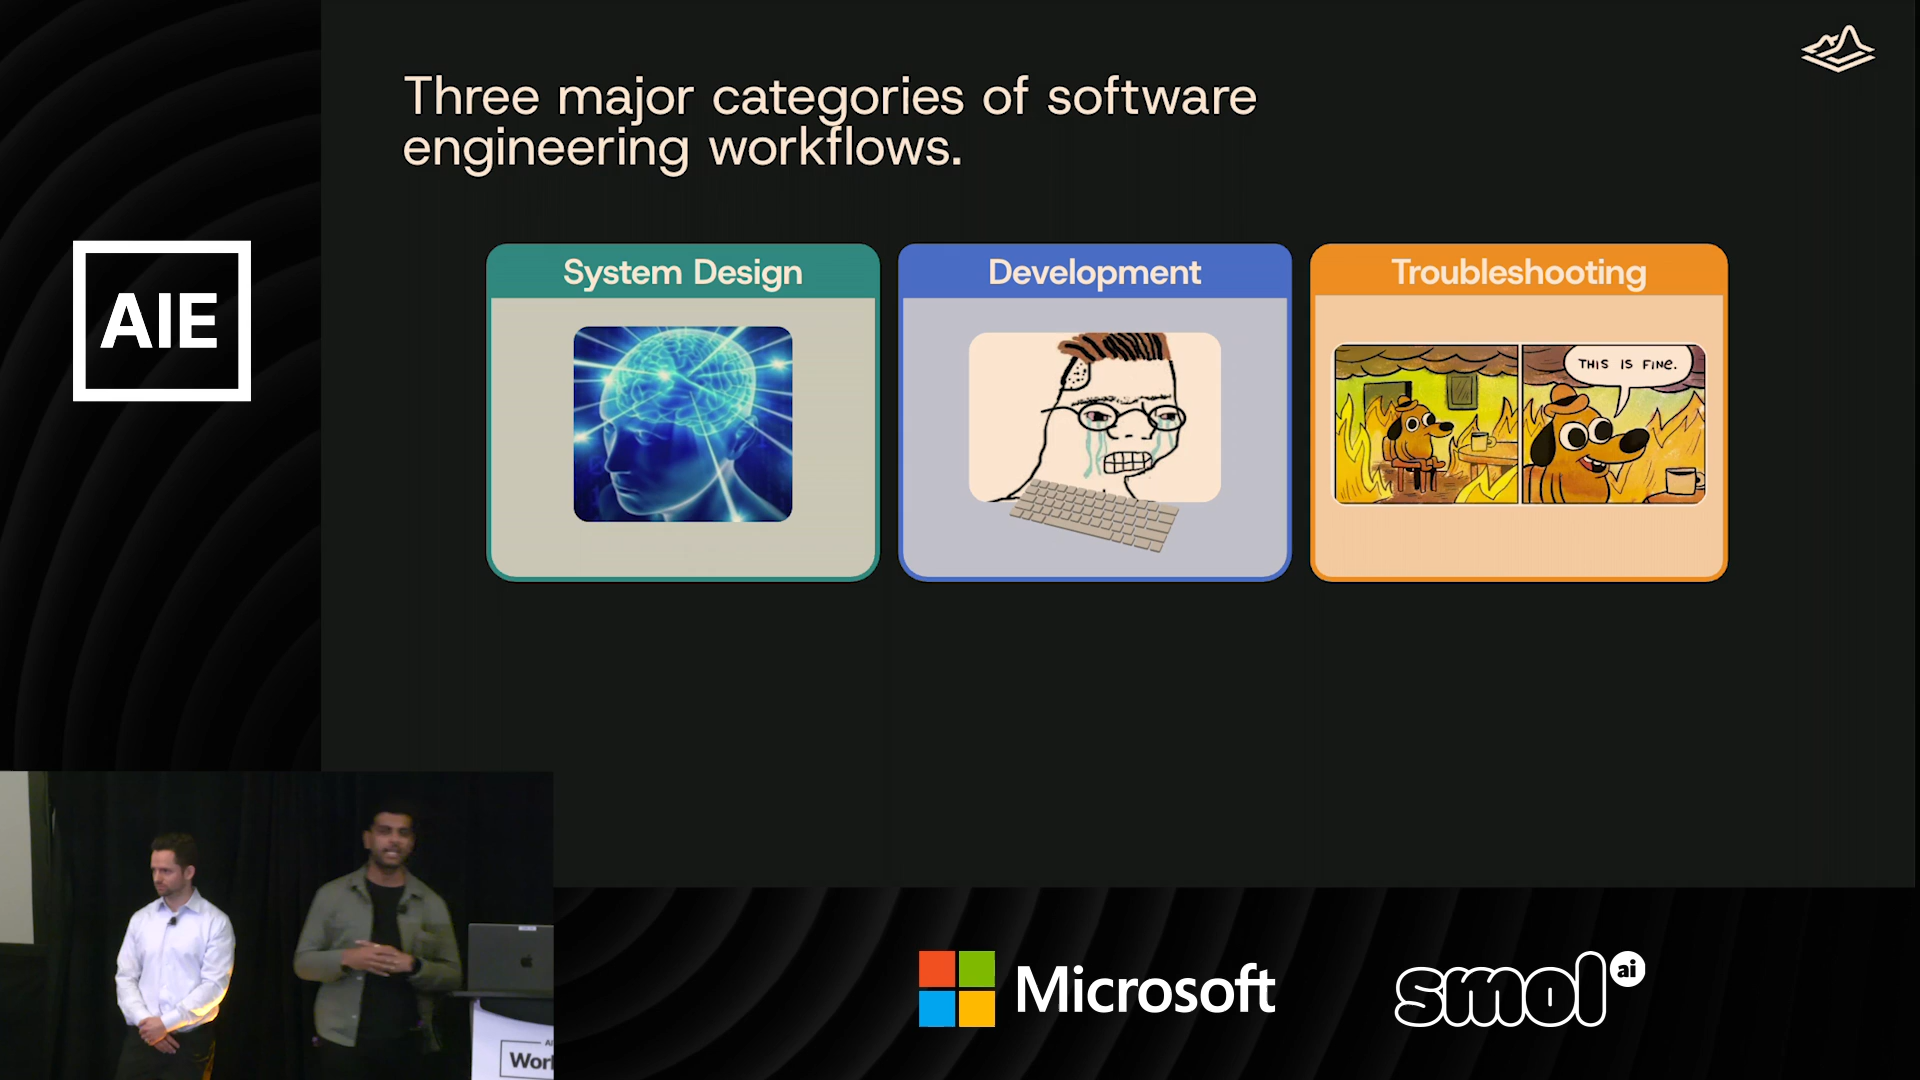 Three major categories of software
engineering workflows.
System Design
Development
Troubleshooting
THIS IS FINE.
AIE
Microsoft
smol ai